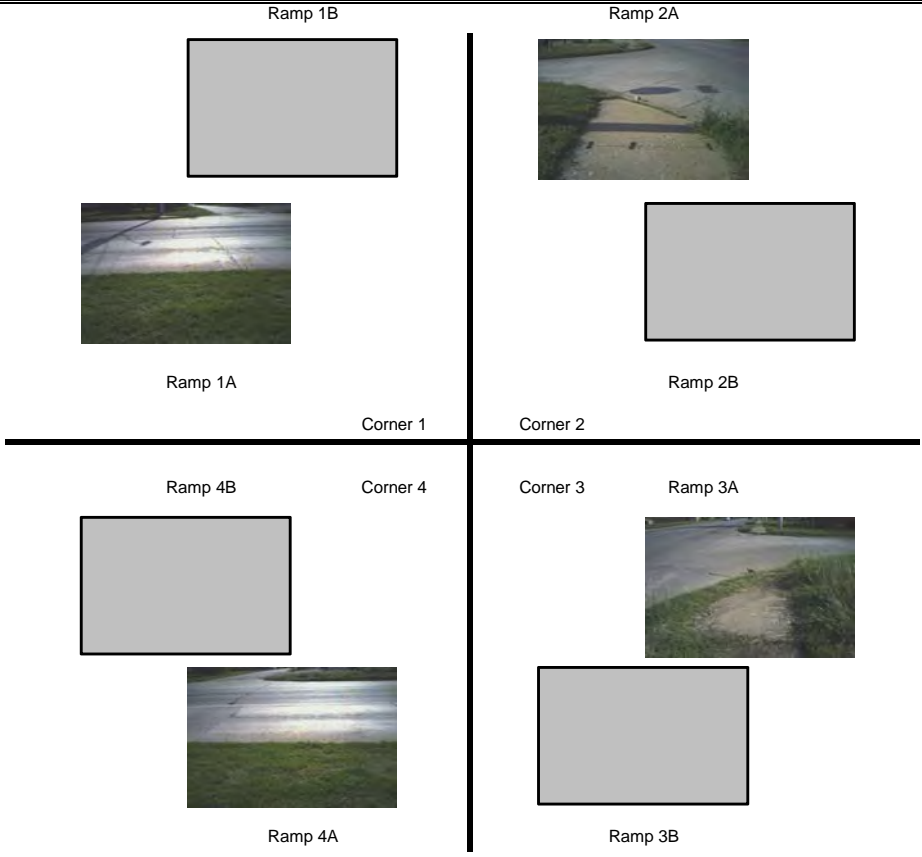 Ramp 1B
Ramp 2A
Ramp 1A
Ramp 2B
Corner 1
Corner 2
Ramp 4B
Corner 4
Corner 3
Ramp 3A
Ramp 4A
Ramp 3B